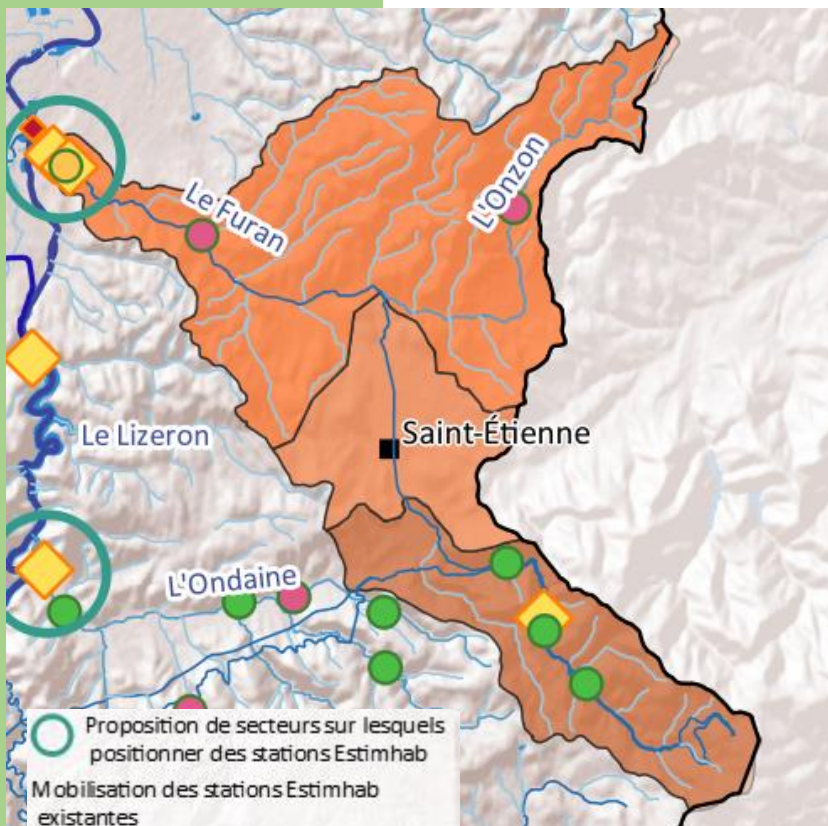 Le Furan
L'Onzon
Le Lizeron
Saint-Étienne
L'Ondaine
Proposition de secteurs sur lesquels
positionner des stations Estimhab
Mobilisation des stations Estimhab
existantes